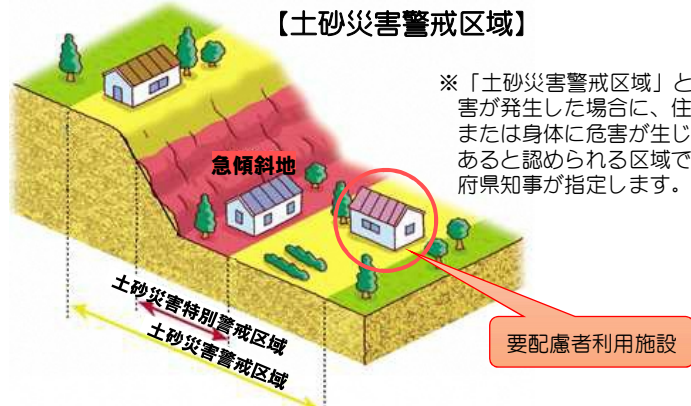 【土砂災害警戒区域】
※「土砂災害警戒区域」と
害が発生した場合に、住
または身体に危害が生じ
あると認められる区域で
府県知事が指定します。
急傾斜地
土砂災害特別警戒区域
土砂災害警戒区域
要配慮者利用施設